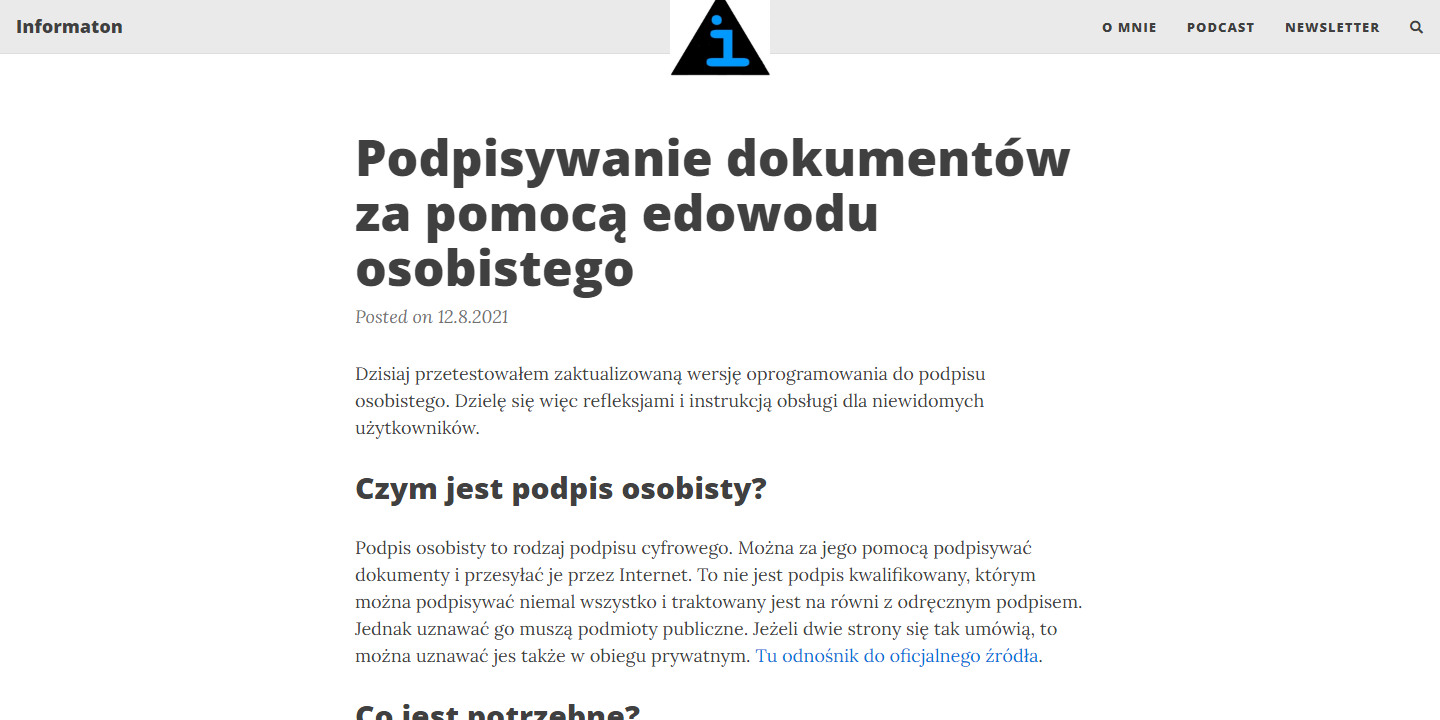 Informaton
i
O MNIE
PODCAST
NEWSLETTER
Podpisywanie dokumentów
za pomocą edowodu
osobistego
Posted on 12.8.2021
Dzisiaj przetestowałem zaktualizowaną wersję oprogramowania do podpisu
osobistego. Dzielę się więc refleksjami i instrukcją obsługi dla niewidomych
użytkowników.
Czym jest podpis osobisty?
Podpis osobisty to rodzaj podpisu cyfrowego. Można za jego pomocą podpisywać
dokumenty i przesyłać je przez Internet. To nie jest podpis kwalifikowany, którym
można podpisywać niemal wszystko i traktowany jest na równi z odręcznym podpisem.
Jednak uznawać go muszą podmioty publiczne. Jeżeli dwie strony się tak umówią, to
można uznawać jes także w obiegu prywatnym. Tu odnośnik do oficjalnego źródła.
Co jest potrzebne?